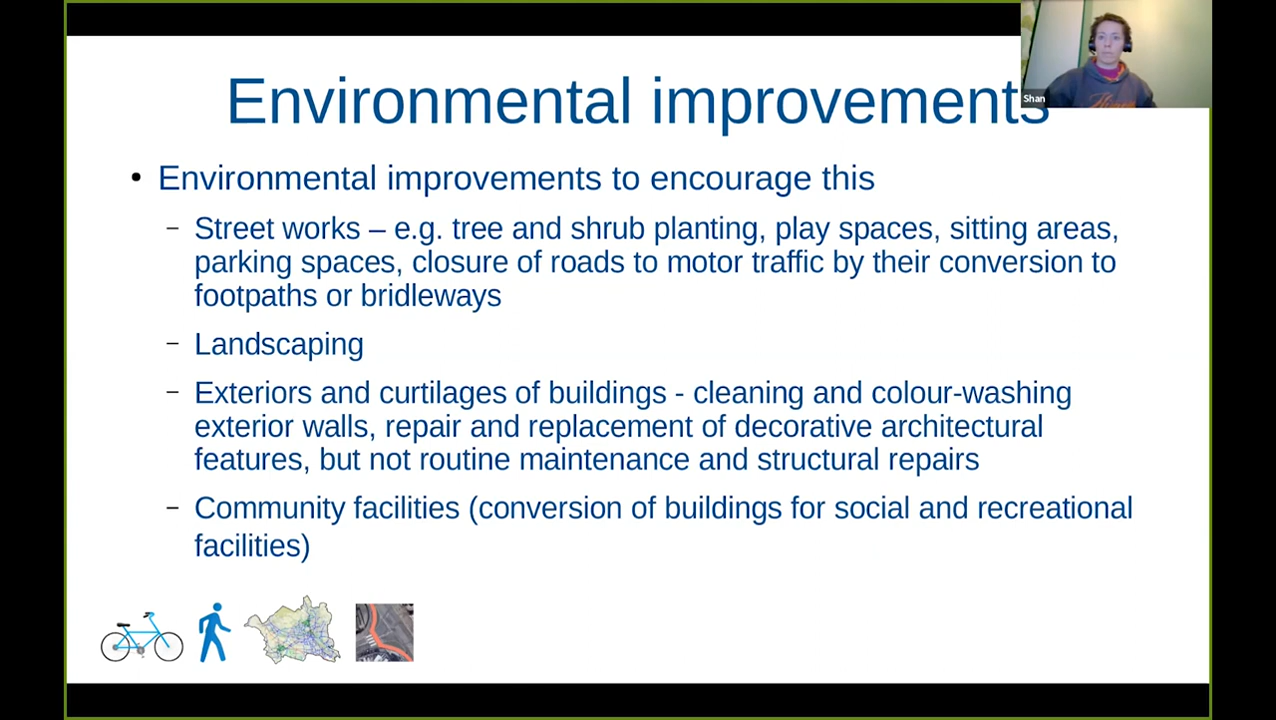 Environmental improvements
Shan
• Environmental improvements to encourage this
– Street works – e.g. tree and shrub planting, play spaces, sitting areas,
parking spaces, closure of roads to motor traffic by their conversion to
footpaths or bridleways
– Landscaping
– Exteriors and curtilages of buildings - cleaning and colour-washing
exterior walls, repair and replacement of decorative architectural
features, but not routine maintenance and structural repairs
– Community facilities (conversion of buildings for social and recreational
facilities)